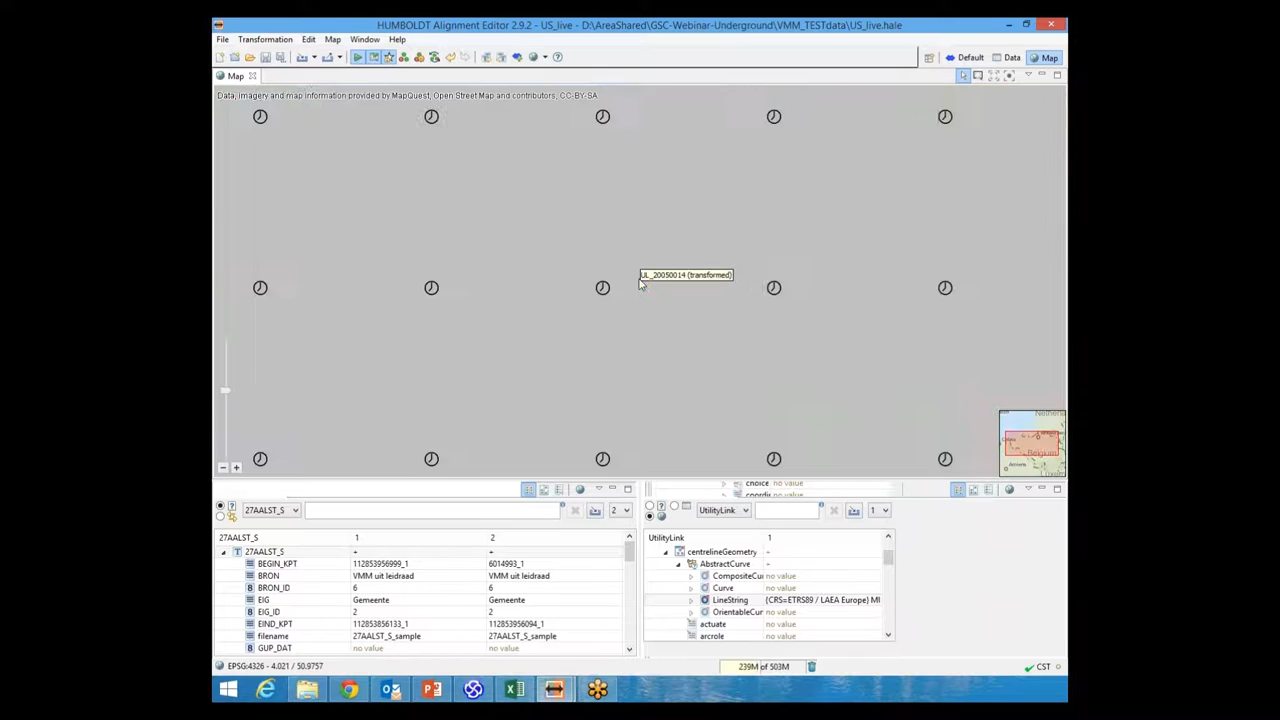 HUMBOLDT Alignment Editor 2.9.2 - US_live - D:\AreaShared\GSC-Webinar-Underground\VMM_TESTdata\US_live.hale
File Transformation Edit Map Window Help
Default Data Map
Map
Data, imagery and map information provided by MapQuest, Open Street Map and contributors, CC-BY-SA.
UL_20050014 (transformed)
Belgium
27AALST_S 2
UtilityLink 1
choice no value
no value
27AALST_S 1 2
27AALST_S + +
BEGIN_KPT 112853956999_1 6014993_1
BRON VMM uit leidraad VMM uit leidraad
BRON_ID 6 6
EIG Gemeente Gemeente
EIG_ID 2 2
EIND_KPT 112853856133_1 112853956094_1
filename 27AALST_S_sample 27AALST_S_sample
GUP_DAT no value no value
UtilityLink 1
centrelineGeometry
AbstractCurve
CompositeCur no value
Curve no value
LineString {CRS=ETRS89 / LAEA Europe} MU
OrientableCur no value
actuate no value
arcrole no value
EPSG:4326 - 4.021 / 50.9757
239M of 503M
CST